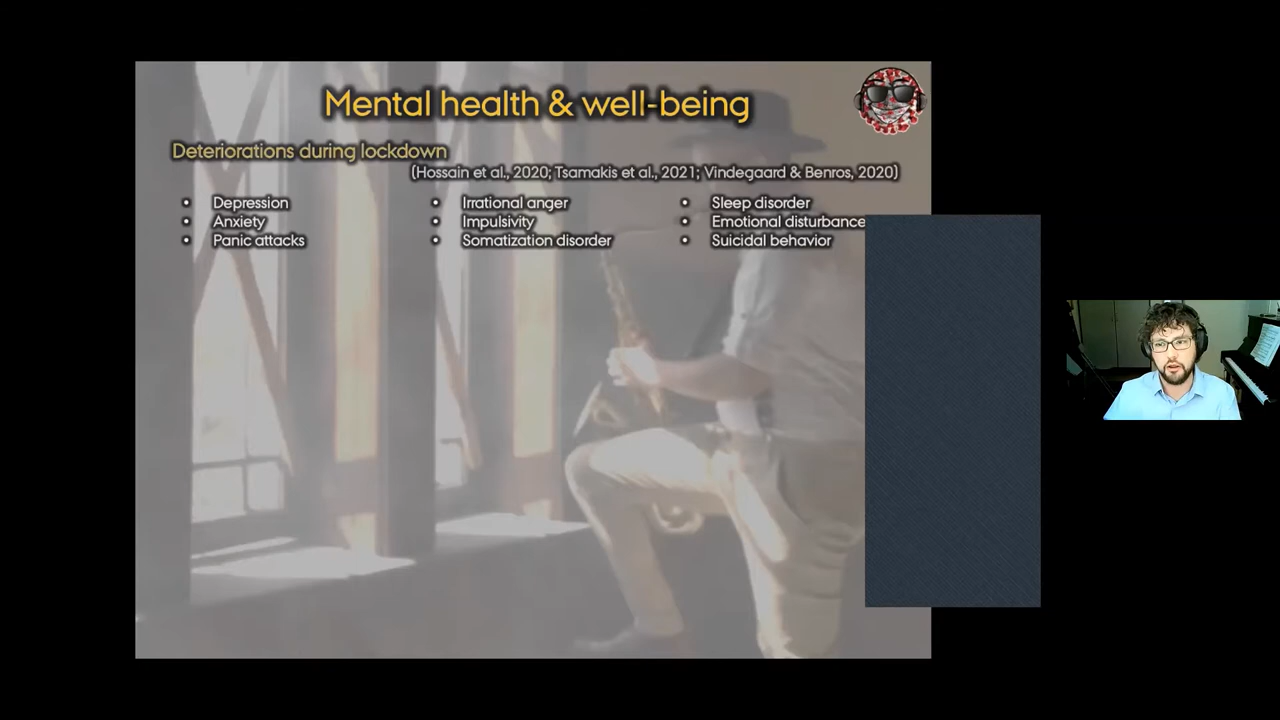 Mental health & well-being
Deteriorations during lockdown
(Hossain et al., 2020; Tsamakis et al., 2021; Vindegaard & Benros, 2020)
• Depression
• Anxiety
• Panic attacks
• Irrational anger
• Impulsivity
• Somatization disorder
• Sleep disorder
• Emotional disturbance
• Suicidal behavior